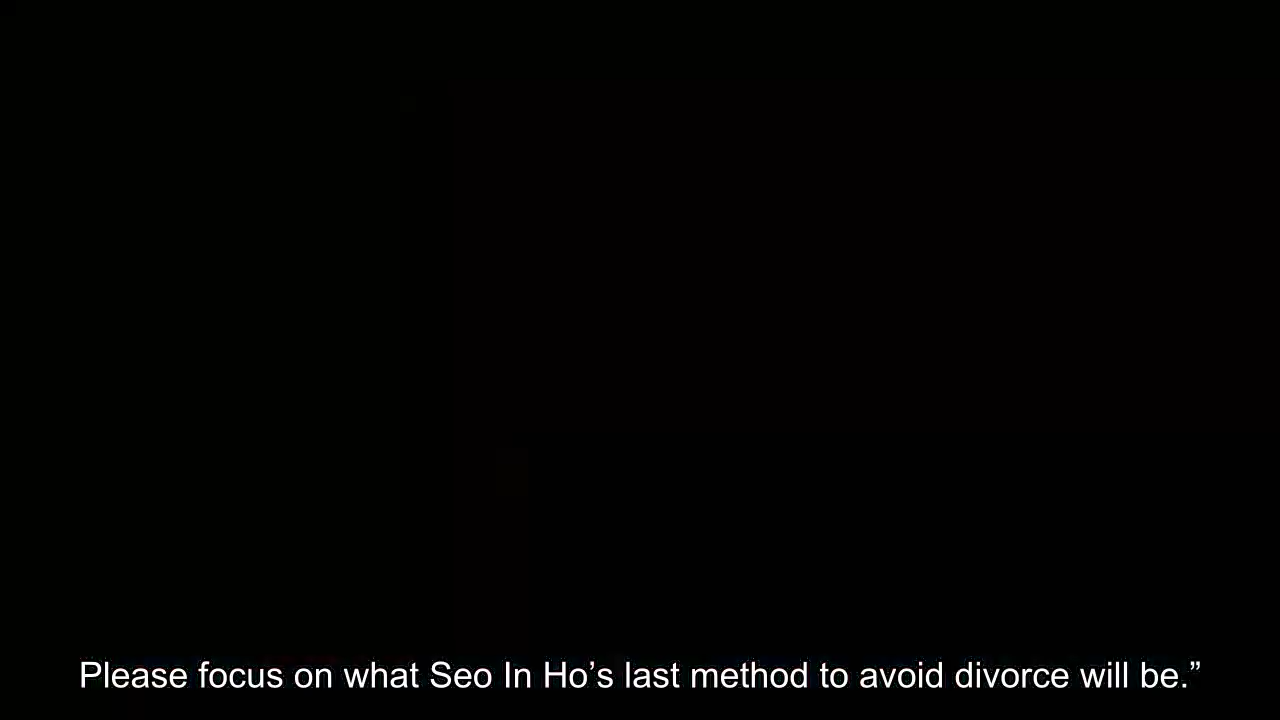 Please focus on what Seo In Ho’s last method to avoid divorce will be.”